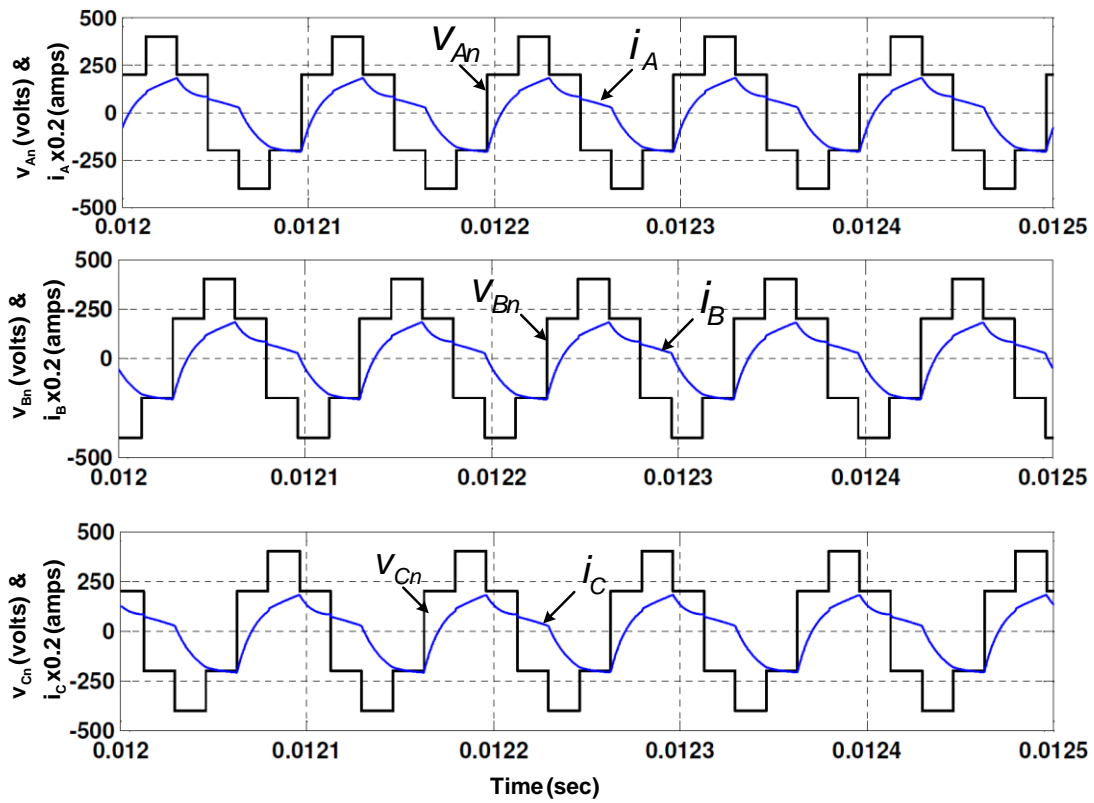 v_An (volts) &
i_A x0.2 (amps)
500
250
0
-250
-500
v_An
i_A
0.012
0.0121
0.0122
0.0123
0.0124
0.0125
v_Bn (volts) &
i_B x0.2 (amps)
500
-250
0
-250
-500
v_Bn
i_B
0.012
0.0121
0.0122
0.0123
0.0124
0.0125
v_Cn (volts) &
i_C x0.2 (amps)
500
250
0
-250
-500
v_Cn
i_C
0.012
0.0121
0.0122
0.0123
0.0124
0.0125
Time (sec)